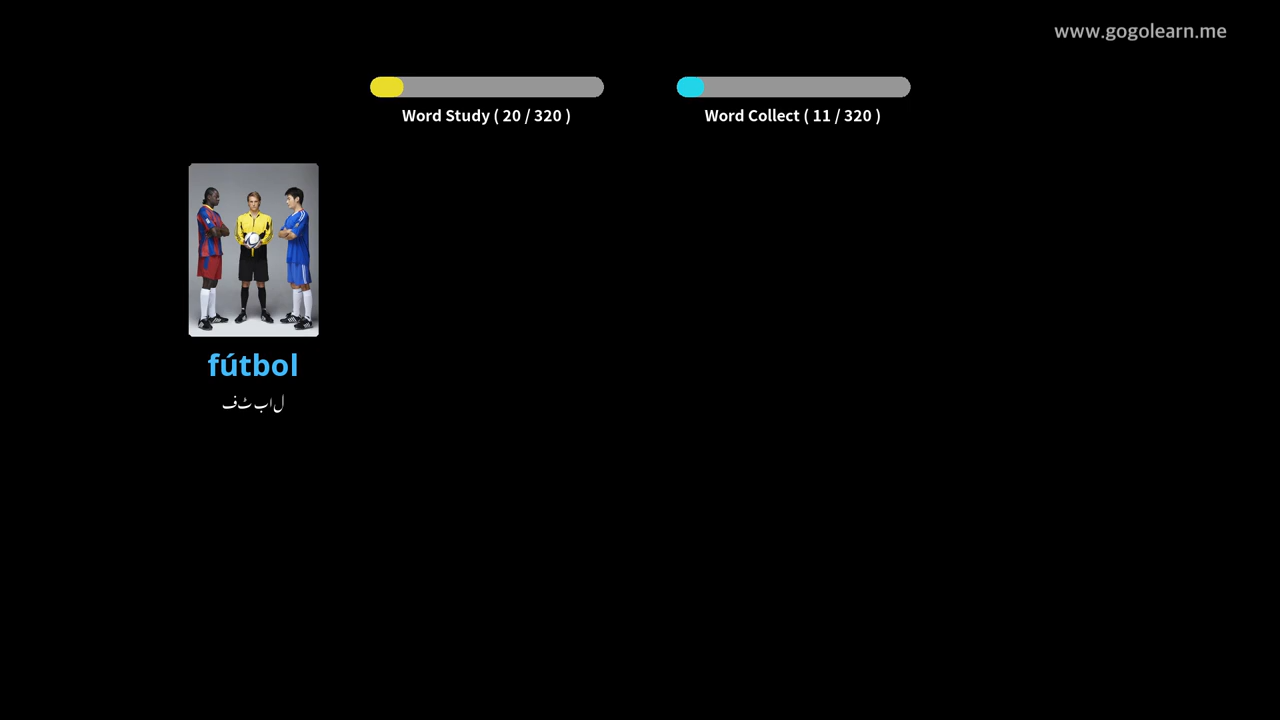 www.gogolearn.me
Word Study ( 20 / 320 )
Word Collect ( 11 / 320 )
fútbol
فٹ بال